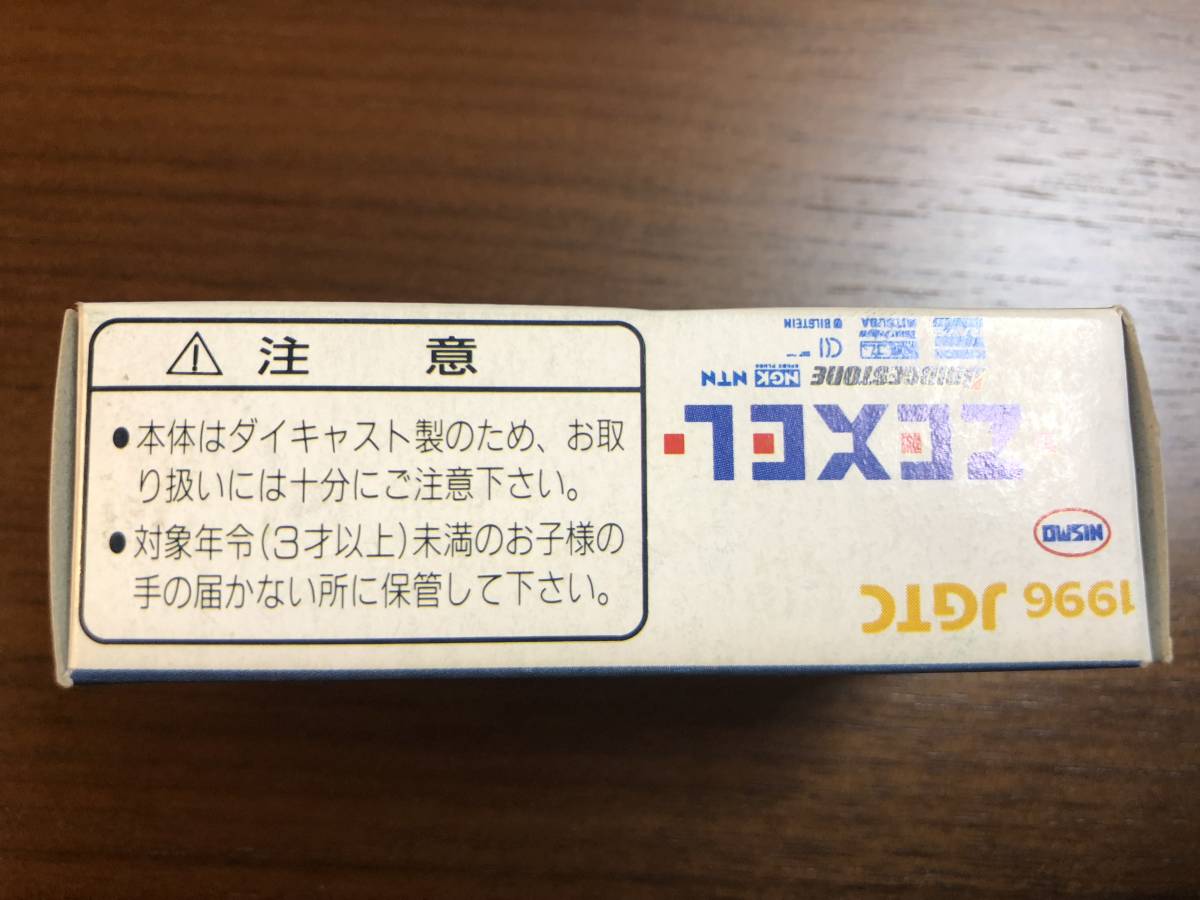 注 意
●本体はダイキャスト製のため、お取
り扱いには十分にご注意下さい。
●対象年令(3才以上)未満のお子様の
手の届かない所に保管して下さい。
1996 JGTC
NISMO
ZEXEL
BRIDGESTONE NGK SPARK PLUGS NTN
BILSTEIN